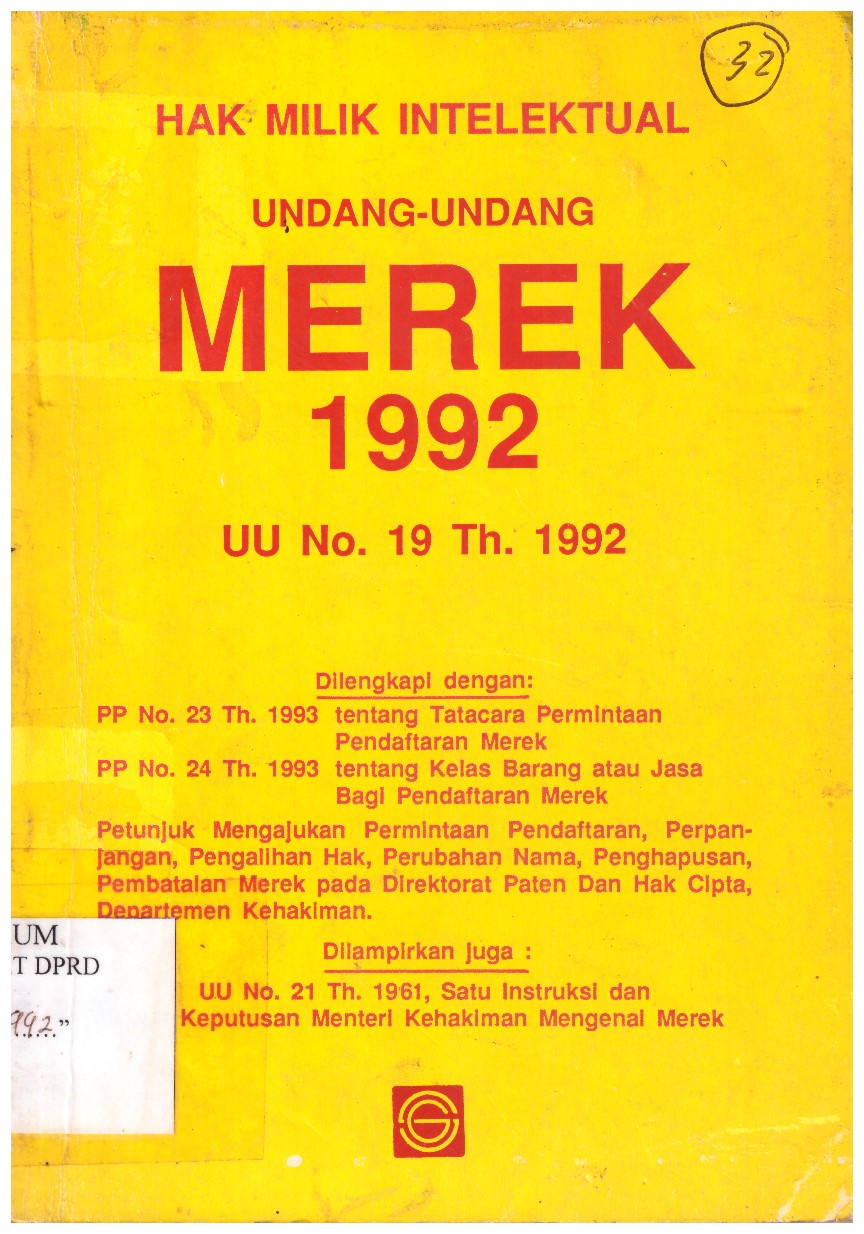 32
HAK MILIK INTELEKTUAL
UNDANG-UNDANG
MEREK
1992
UU No. 19 Th. 1992
Dilengkapi dengan:
PP No. 23 Th. 1993 tentang Tatacara Permintaan
Pendaftaran Merek
PP No. 24 Th. 1993 tentang Kelas Barang atau Jasa
Bagi Pendaftaran Merek
Petunjuk Mengajukan Permintaan Pendaftaran, Perpan-
jangan, Pengalihan Hak, Perubahan Nama, Penghapusan,
Pembatalan Merek pada Direktorat Paten Dan Hak Cipta,
Departemen Kehakiman.
Dilampirkan juga :
UU No. 21 Th. 1961, Satu Instruksi dan
Keputusan Menteri Kehakiman Mengenai Merek
UM
T DPRD
992."